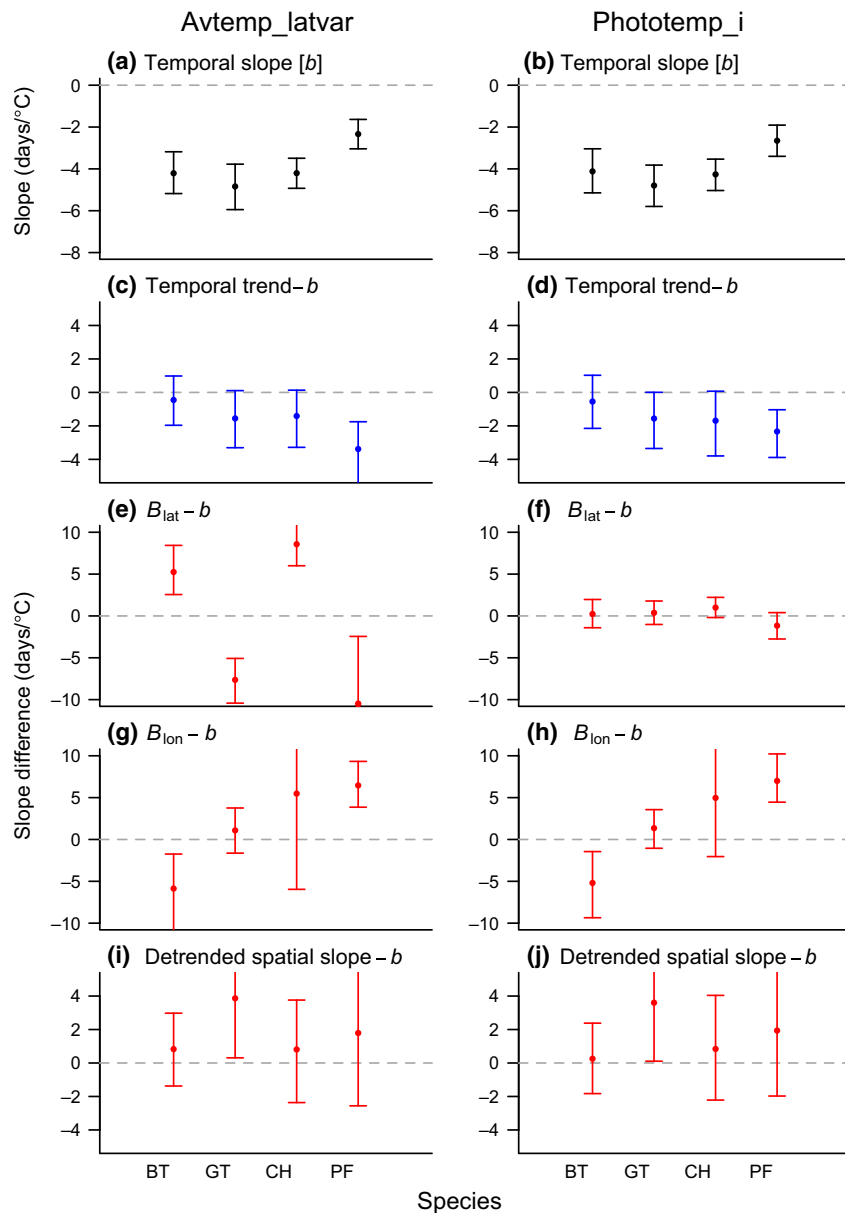 Avtemp_latvar
Phototemp_i
(a) Temporal slope [b]
(b) Temporal slope [b]
Slope (days/°C)
0
–2
–4
–6
–8
0
–2
–4
–6
–8
(c) Temporal trend–b
(d) Temporal trend–b
Slope difference (days/°C)
4
2
0
–2
–4
4
2
0
–2
–4
(e) Blat – b
(f) Blat – b
10
5
0
–5
–10
10
5
0
–5
–10
(g) Blon – b
(h) Blon – b
10
5
0
–5
–10
10
5
0
–5
–10
(i) Detrended spatial slope – b
(j) Detrended spatial slope – b
4
2
0
–2
–4
4
2
0
–2
–4
BT GT CH PF
BT GT CH PF
Species